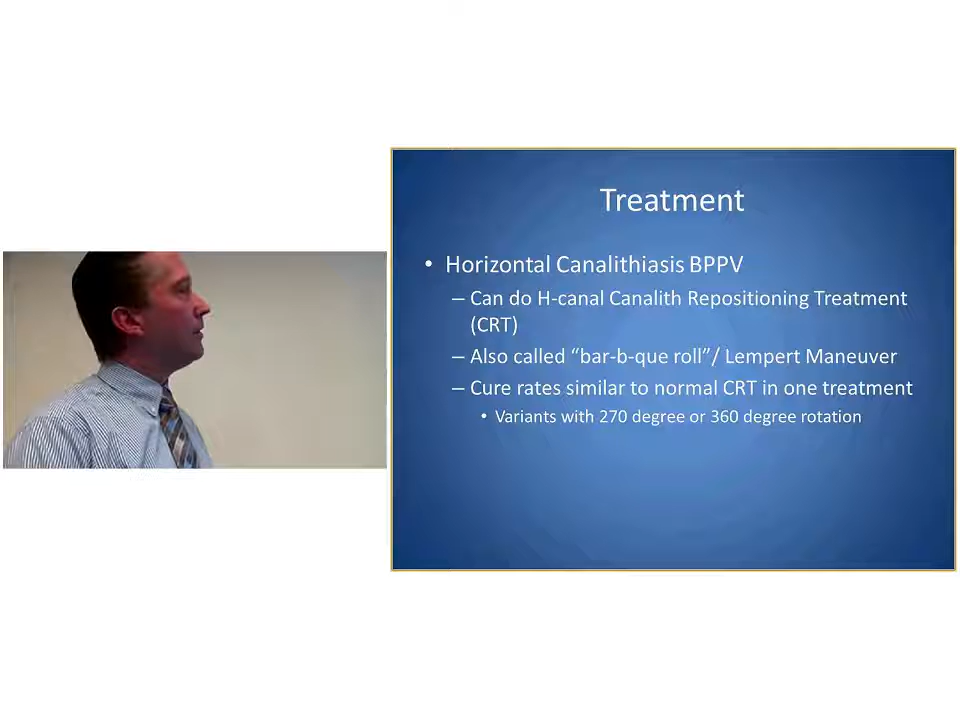 Treatment
• Horizontal Canalithiasis BPPV
– Can do H-canal Canalith Repositioning Treatment
(CRT)
– Also called “bar-b-que roll”/ Lempert Maneuver
– Cure rates similar to normal CRT in one treatment
• Variants with 270 degree or 360 degree rotation